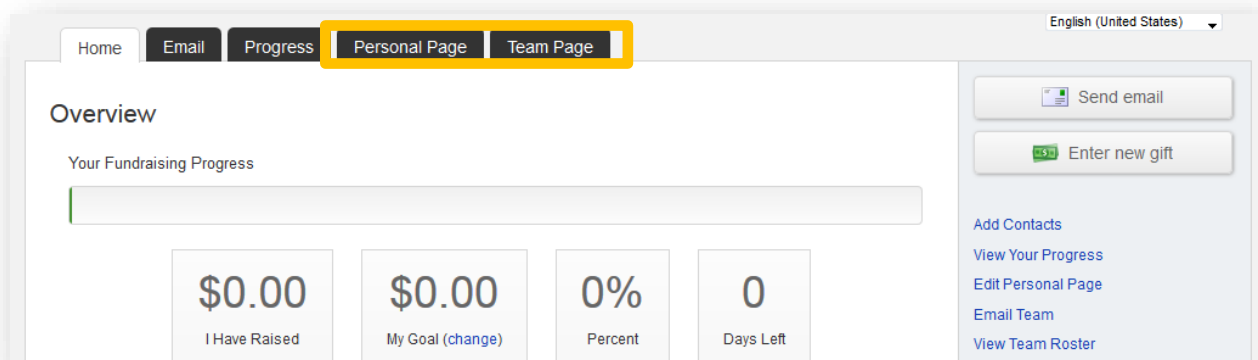 English (United States)
Home Email Progress Personal Page Team Page
Send email
Overview
Enter new gift
Your Fundraising Progress
Add Contacts
View Your Progress
$0.00 $0.00 0% 0
Edit Personal Page
Email Team
I Have Raised My Goal (change) Percent Days Left
View Team Roster